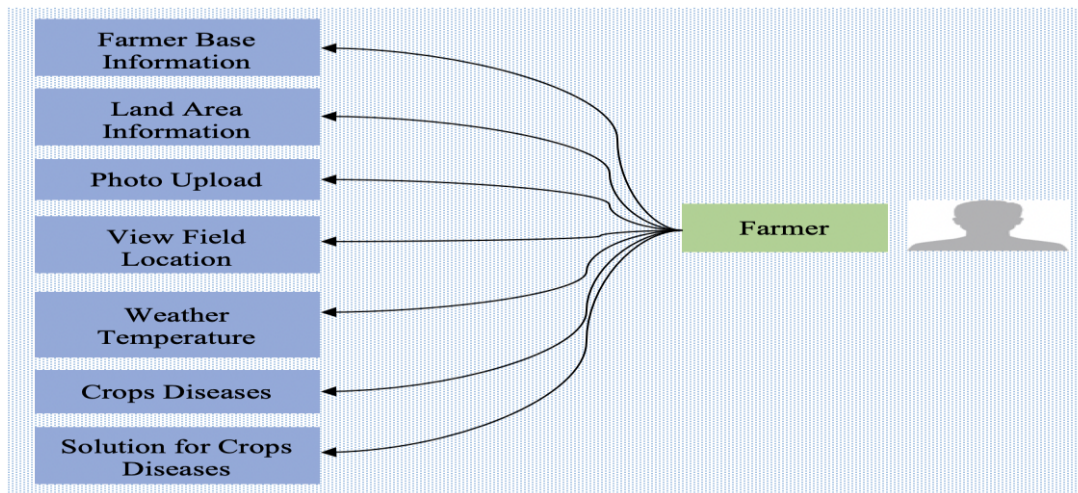 Farmer Base
Information
Land Area
Information
Photo Upload
View Field
Location
Weather
Temperature
Crops Diseases
Solution for Crops
Diseases
Farmer